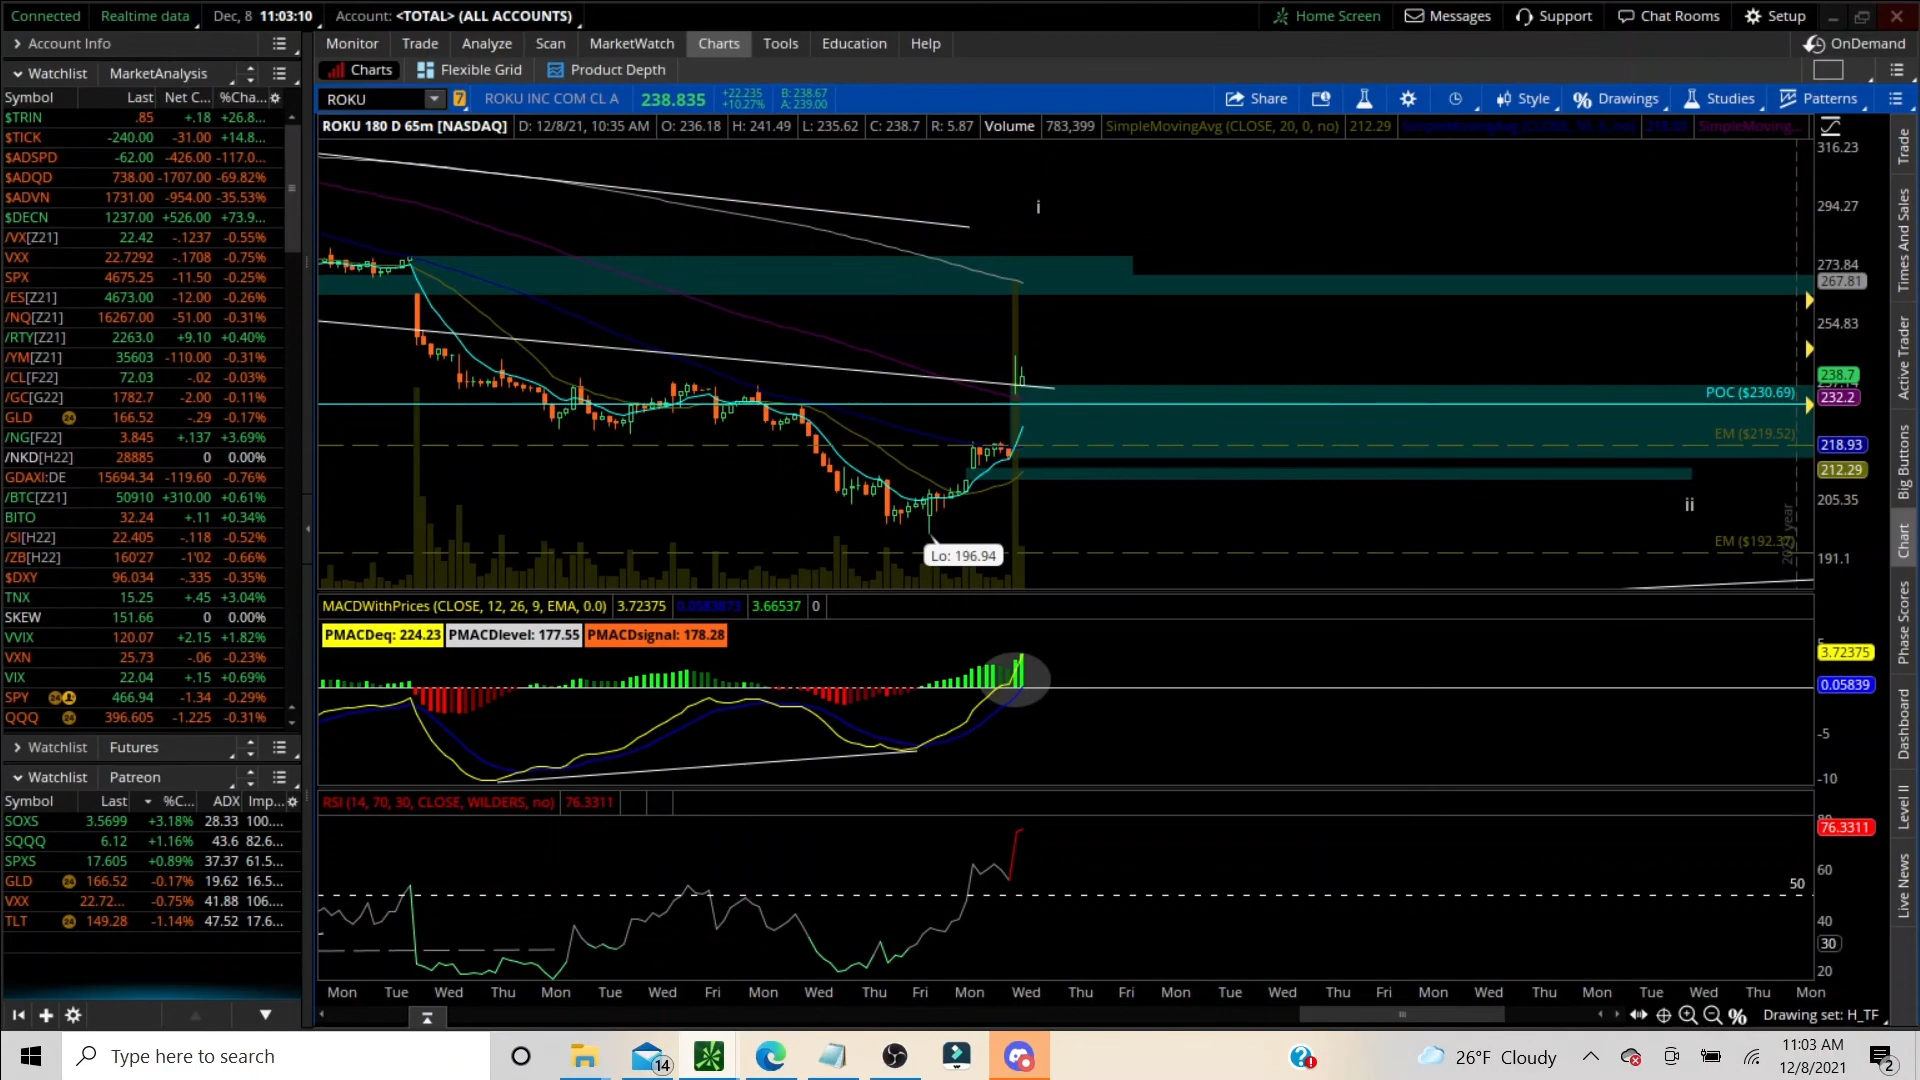 Connected Realtime data Dec, 8 11:03:10 Account: <TOTAL> (ALL ACCOUNTS) Home Screen Messages Support Chat Rooms Setup
Account Info Monitor Trade Analyze Scan MarketWatch Charts Tools Education Help OnDemand
Watchlist MarketAnalysis Charts Flexible Grid Product Depth
Symbol Last Net C... %Cha...
ROKU 7 ROKU INC COM CL A 238.835 +22.235 +10.27% B: 238.67 A: 239.00 Share Style Drawings Studies Patterns
ROKU 180 D 65m [NASDAQ] D: 12/8/21, 10:35 AM O: 236.18 H: 241.49 L: 235.62 C: 238.7 R: 5.87 Volume 783,399 SimpleMovingAvg (CLOSE, 20, 0, no) 212.29 SimpleMoving...
$TRIN .85 +.18 +26.8...
$TICK -240.00 -31.00 +14.8...
$ADSPD -62.00 -426.00 -117.0...
$ADQD 738.00 -1707.00 -69.82%
$ADVN 1731.00 -954.00 -35.53%
$DECN 1237.00 +526.00 +73.9...
/VX[Z21] 22.42 -.1237 -0.55%
VXX 22.7292 -.1708 -0.75%
SPX 4675.25 -11.50 -0.25%
/ES[Z21] 4673.00 -12.00 -0.26%
/NQ[Z21] 16267.00 -51.00 -0.31%
/RTY[Z21] 2263.0 +9.10 +0.40%
/YM[Z21] 35603 -110.00 -0.31%
/CL[F22] 72.03 -.02 -0.03%
/GC[G22] 1782.7 -2.00 -0.11%
GLD 24 166.52 -.29 -0.17%
/NG[F22] 3.845 +.137 +3.69%
/NKD[H22] 28885 0 0.00%
GDAXI:DE 15694.34 -119.60 -0.76%
/BTC[Z21] 50910 +310.00 +0.61%
BITO 32.24 +.11 +0.34%
/SI[H22] 22.405 -.118 -0.52%
/ZB[H22] 160'27 -1'02 -0.66%
$DXY 96.034 -.335 -0.35%
TNX 15.25 +.45 +3.04%
SKEW 151.66 0 0.00%
VVIX 120.07 +2.15 +1.82%
VXN 25.73 -.06 -0.23%
VIX 22.04 +.15 +0.69%
SPY 24 466.94 -1.34 -0.29%
QQQ 24 396.605 -1.225 -0.31%
Watchlist Futures
Watchlist Patreon
Symbol Last %C... ADX Imp...
SOXS 3.5699 +3.18% 28.33 100....
SQQQ 6.12 +1.16% 43.6 82.6...
SPXS 17.605 +0.89% 37.37 61.5...
GLD 24 166.52 -0.17% 19.62 16.5...
VXX 22.72... -0.75% 41.88 106....
TLT 24 149.28 -1.14% 47.52 17.6...
i
ii
POC ($230.69)
EM ($219.52)
EM ($192.37)
year
Lo: 196.94
316.23
294.27
273.84
267.81
254.83
238.7
232.2
218.93
212.29
205.35
191.1
MACDWithPrices (CLOSE, 12, 26, 9, EMA, 0.0) 3.72375 0.0583873 3.66537 0
PMACDeq: 224.23 PMACDlevel: 177.55 PMACDsignal: 178.28
5
3.72375
0.05839
-5
-10
RSI (14, 70, 30, CLOSE, WILDERS, no) 76.3311
80
76.3311
60
50
40
30
20
Mon Tue Wed Thu Mon Tue Wed Fri Mon Wed Thu Fri Mon Wed Thu Fri Mon Tue Wed Thu Fri Mon Wed Thu Mon Tue Wed Thu Mon
Drawing set: H_TF
Trade
Times And Sales
Active Trader
Big Buttons
Chart
Phase Scores
Dashboard
Level II
Live News
Type here to search 14 26°F Cloudy 11:03 AM
12/8/2021 2